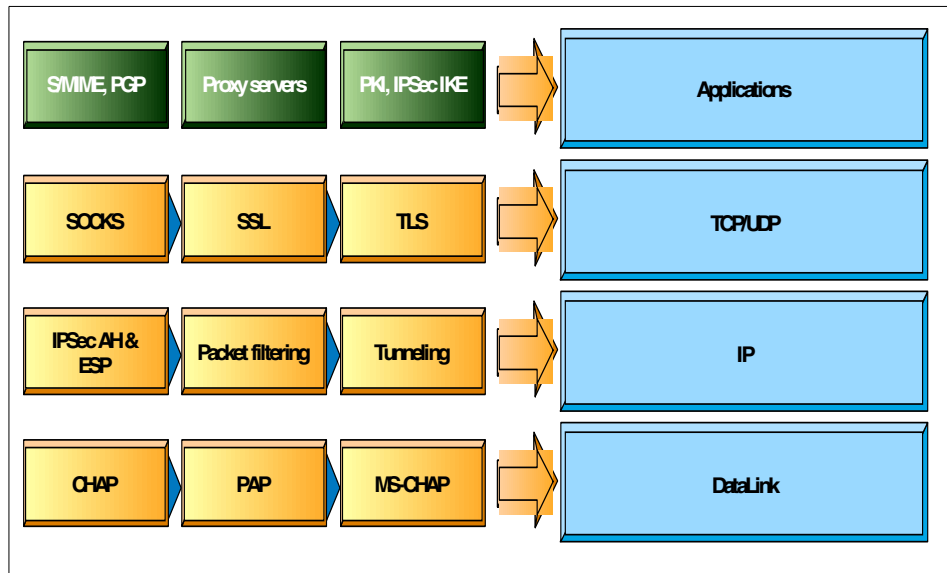 S/MIME, PGP
Proxy servers
PKI, IPSec IKE
Applications
SOCKS
SSL
TLS
TCP/UDP
IPSec AH &
ESP
Packet filtering
Tunneling
IP
CHAP
PAP
MS-CHAP
DataLink